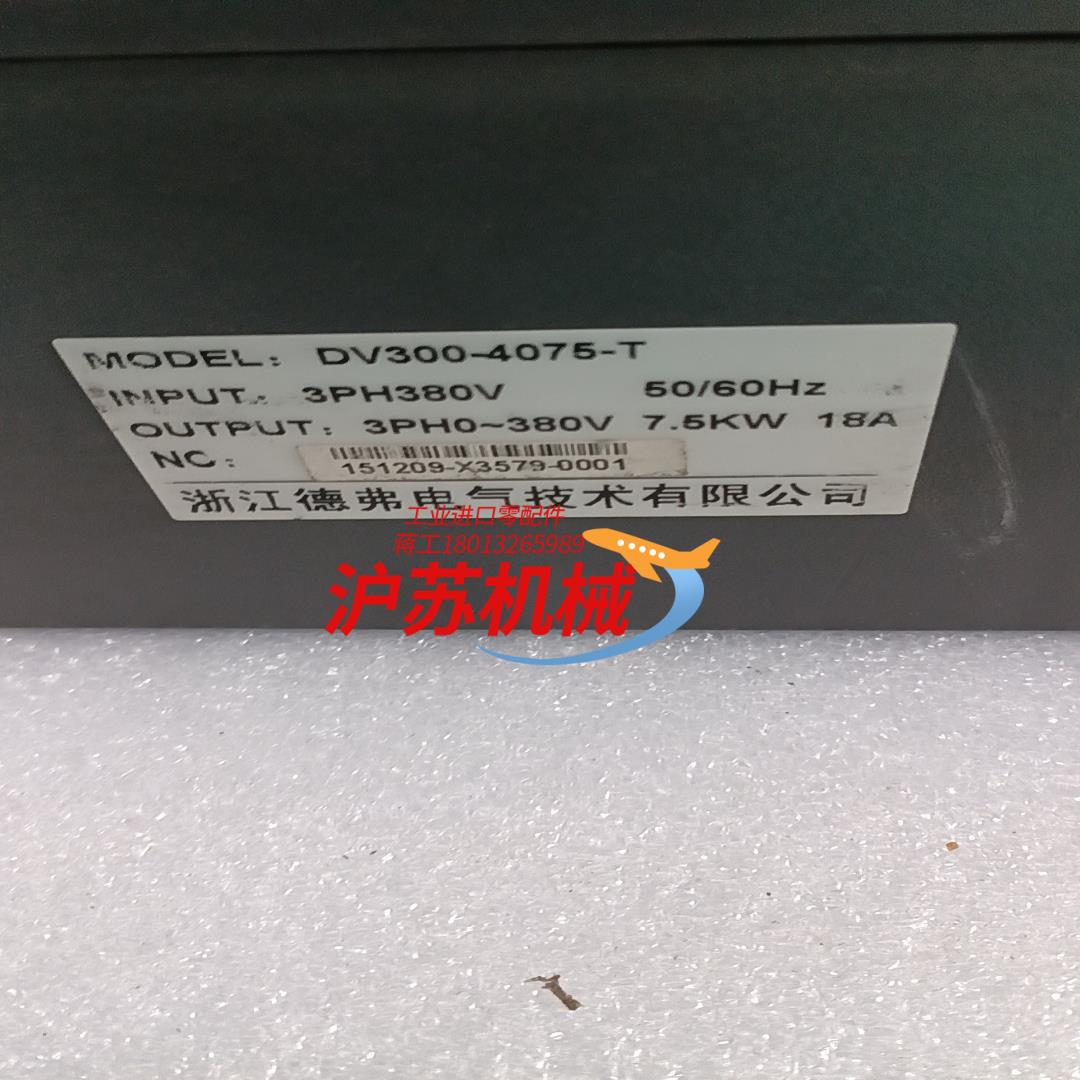 MODEL: DV300-4075-T
INPUT: 3PH380V 50/60Hz
OUTPUT: 3PH0~380V 7.5KW 18A
NC:
151209-X3579-0001
浙江德弗电气技术有限公司
工业进口零配件
蒋工18013265989
沪苏机械